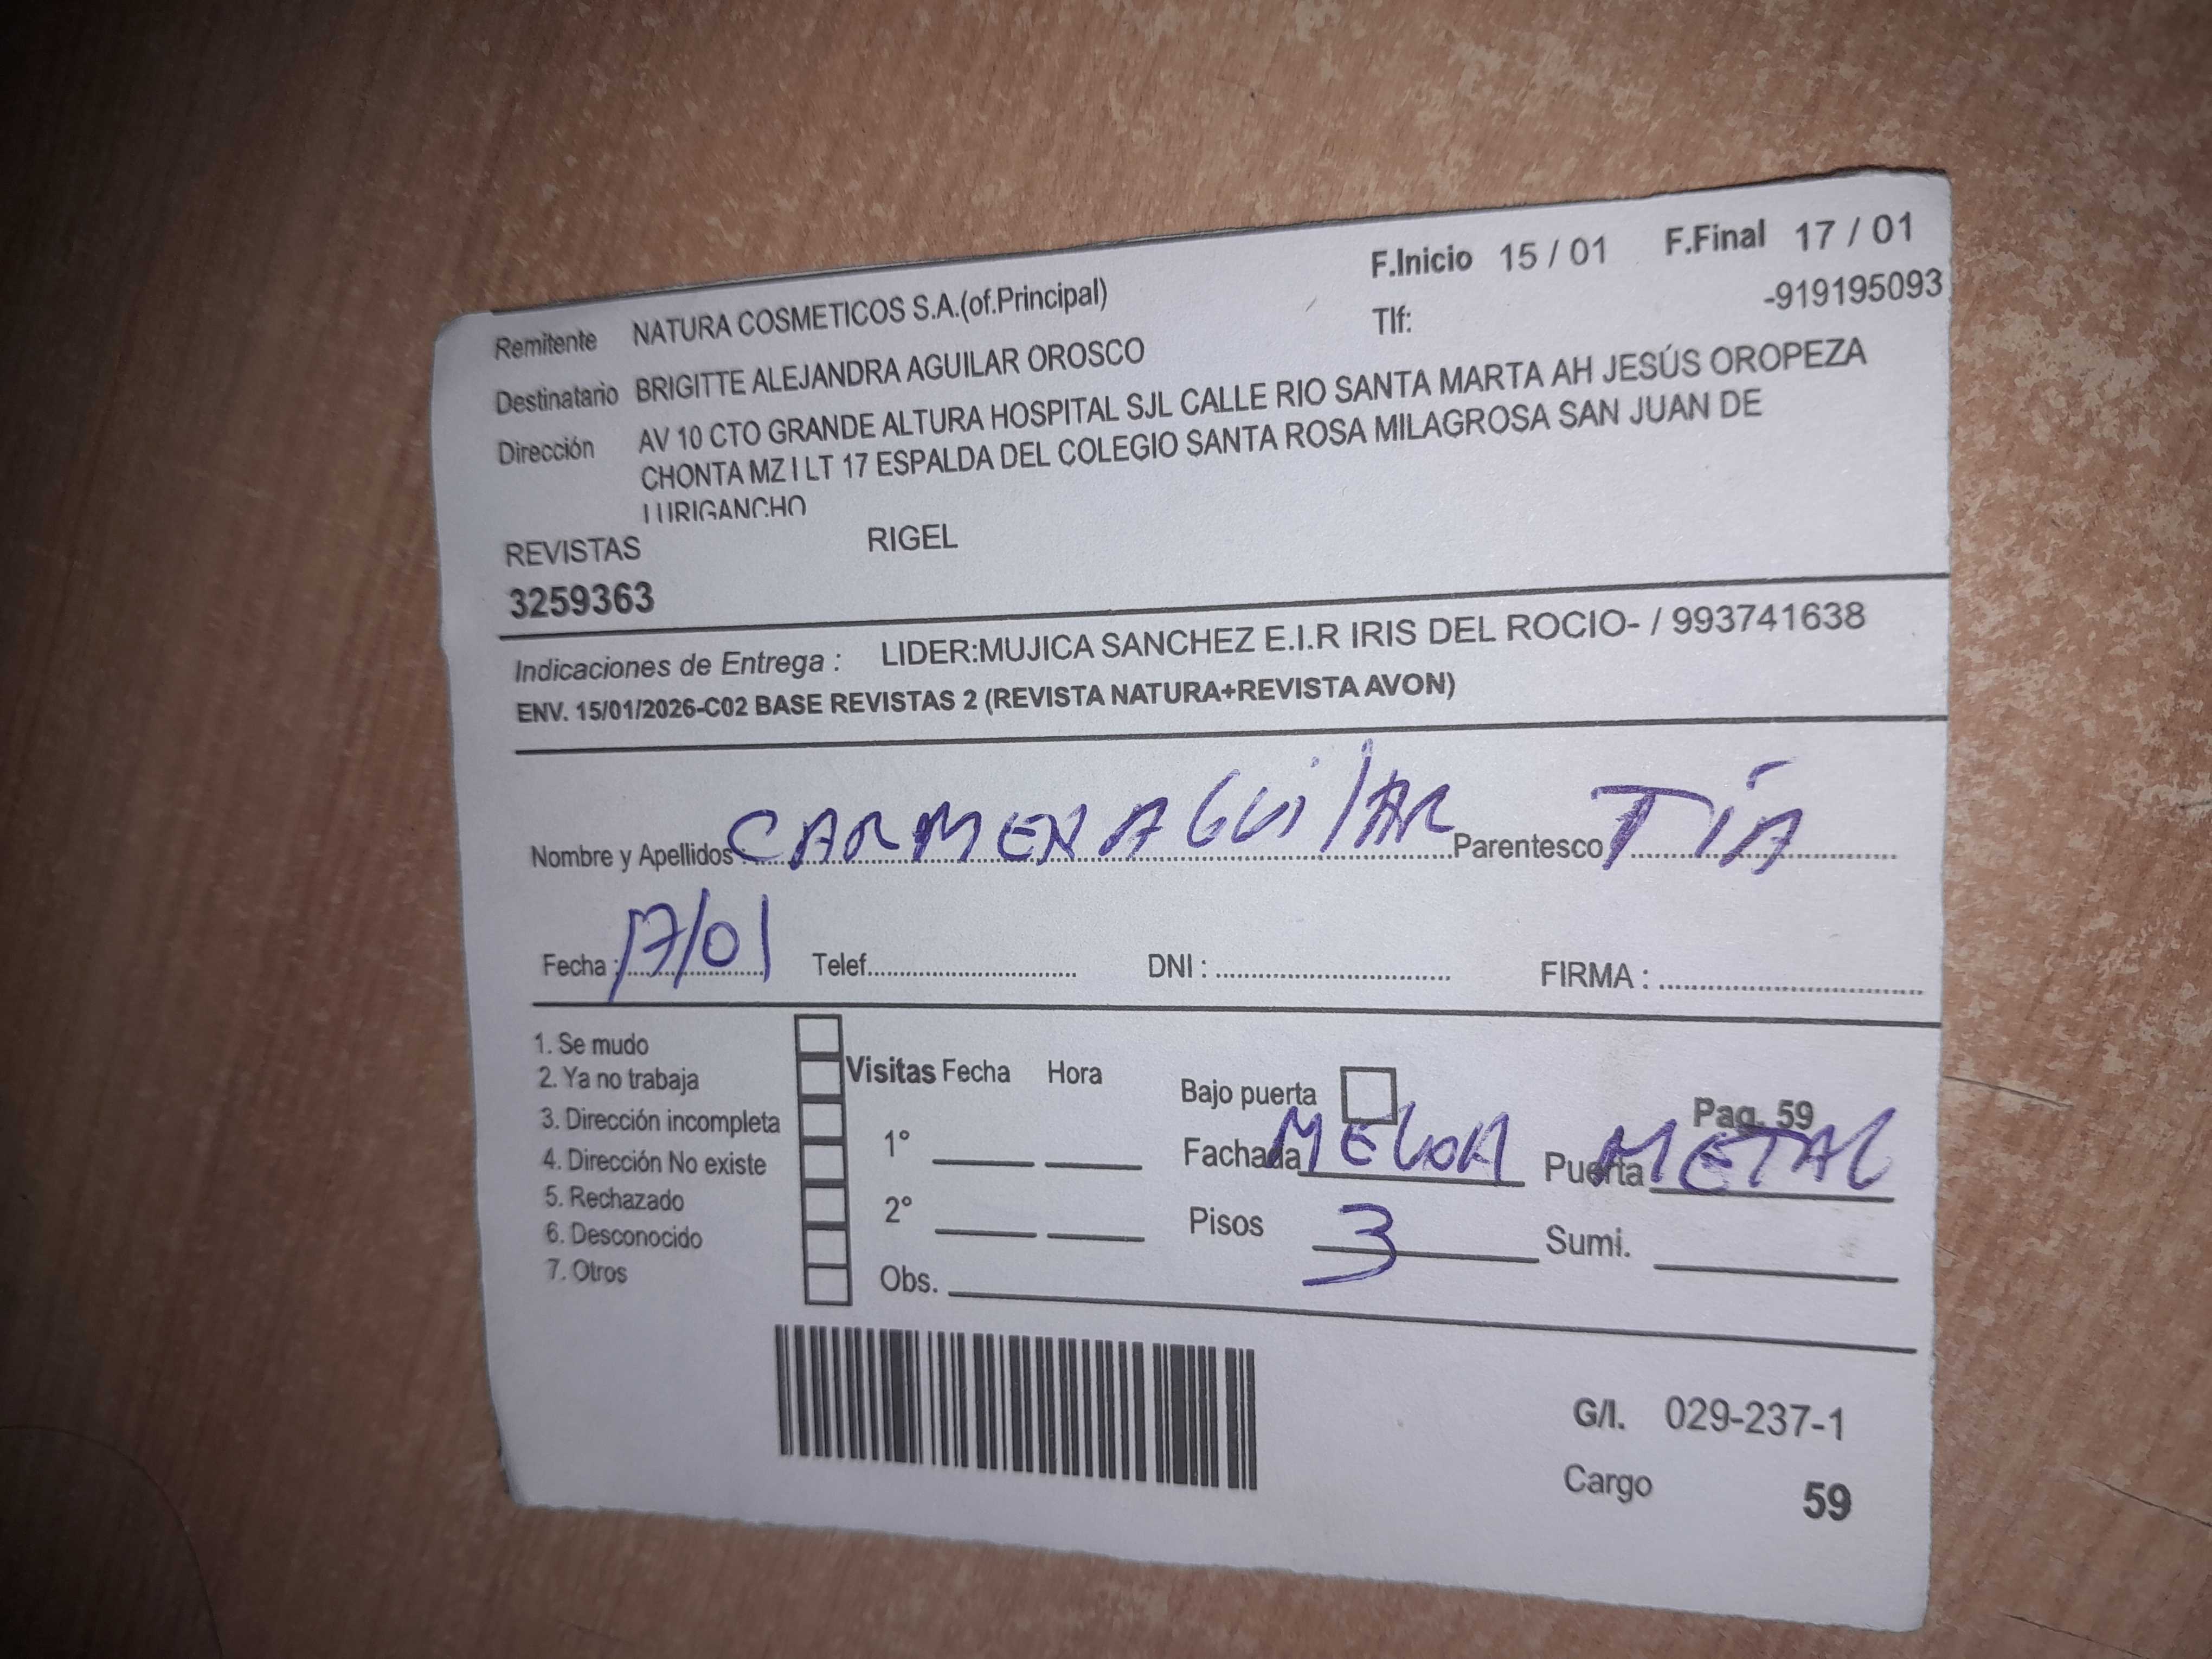 F.Inicio 15 / 01 F.Final 17 / 01
Remitente NATURA COSMETICOS S.A.(of.Principal) Tlf: -919195093
Destinatario BRIGITTE ALEJANDRA AGUILAR OROSCO
Dirección AV 10 CTO GRANDE ALTURA HOSPITAL SJL CALLE RIO SANTA MARTA AH JESÚS OROPEZA
CHONTA MZ I LT 17 ESPALDA DEL COLEGIO SANTA ROSA MILAGROSA SAN JUAN DE
LURIGANCHO
REVISTAS RIGEL
3259363
Indicaciones de Entrega : LIDER:MUJICA SANCHEZ E.I.R IRIS DEL ROCIO- / 993741638
ENV. 15/01/2026-C02 BASE REVISTAS 2 (REVISTA NATURA+REVISTA AVON)
Nombre y Apellidos: CARMEN AGUilAR Parentesco TÍA
Fecha : 17/01 Telef. DNI : FIRMA :
1. Se mudo
2. Ya no trabaja Visitas Fecha Hora Bajo puerta
3. Dirección incompleta Pag. 59
4. Dirección No existe 1° Fachada Puerta METAL
5. Rechazado
6. Desconocido 2° Pisos 3 Sumi.
7. Otros Obs.
G/I. 029-237-1
Cargo 59